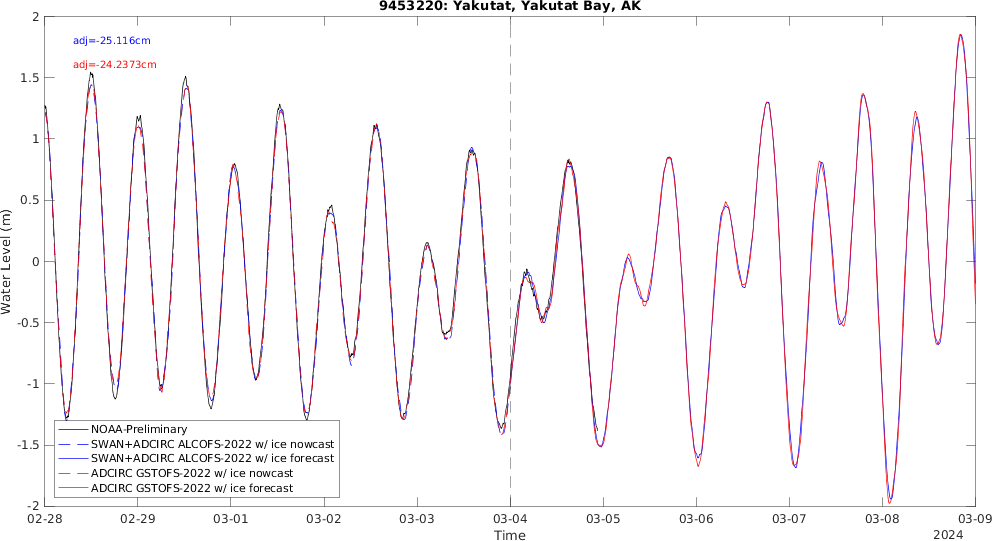 9453220: Yakutat, Yakutat Bay, AK
adj=-25.116cm
adj=-24.2373cm
Water Level (m)
2
1.5
1
0.5
0
-0.5
-1
-1.5
-2
NOAA-Preliminary
SWAN+ADCIRC ALCOFS-2022 w/ ice nowcast
SWAN+ADCIRC ALCOFS-2022 w/ ice forecast
ADCIRC GSTOFS-2022 w/ ice nowcast
ADCIRC GSTOFS-2022 w/ ice forecast
02-28 02-29 03-01 03-02 03-03 03-04 03-05 03-06 03-07 03-08 03-09
Time
2024